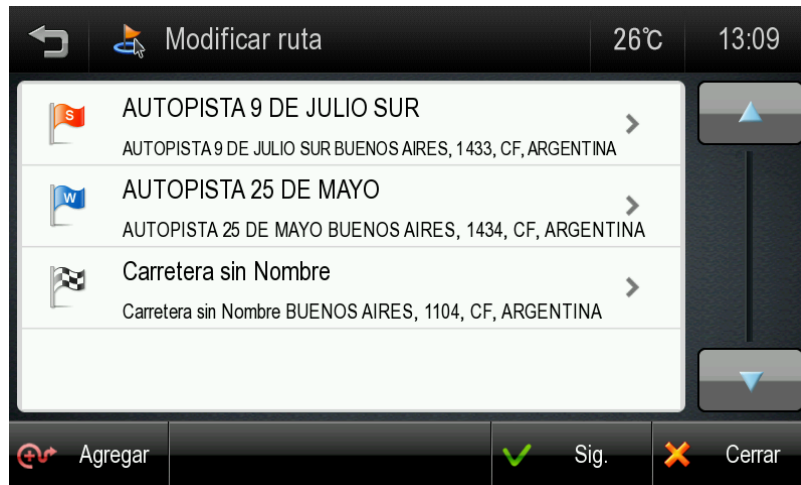 Modificar ruta 26°C 13:09
S AUTOPISTA 9 DE JULIO SUR
AUTOPISTA 9 DE JULIO SUR BUENOS AIRES, 1433, CF, ARGENTINA
W AUTOPISTA 25 DE MAYO
AUTOPISTA 25 DE MAYO BUENOS AIRES, 1434, CF, ARGENTINA
Carretera sin Nombre
Carretera sin Nombre BUENOS AIRES, 1104, CF, ARGENTINA
Agregar Sig. Cerrar